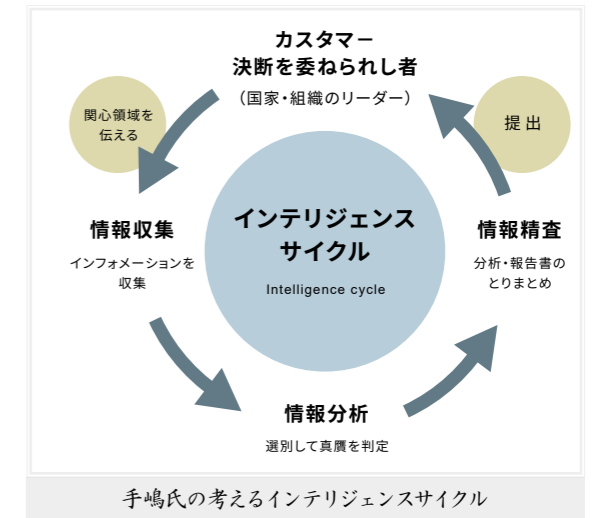 カスタマー
決断を委ねられし者
（国家・組織のリーダー）
関心領域を
伝える
提出
情報収集
インフォメーションを
収集
インテリジェンス
サイクル
Intelligence cycle
情報精査
分析・報告書の
とりまとめ
情報分析
選別して真贋を判定
手嶋氏の考えるインテリジェンスサイクル